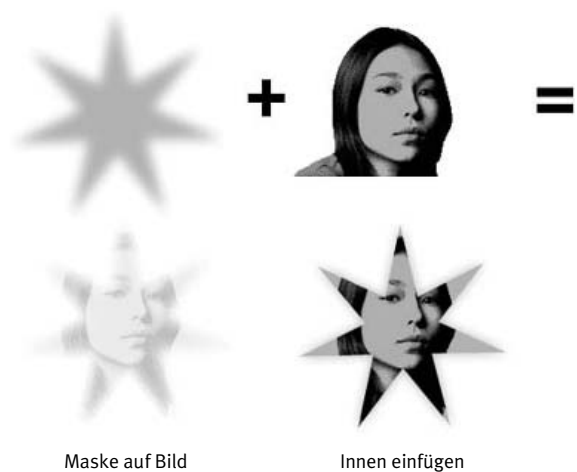 + =
Maske auf Bild
Innen einfügen